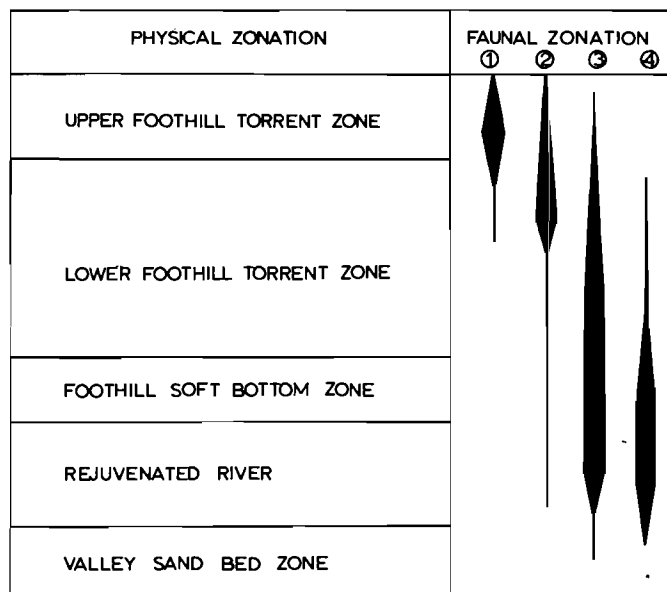 PHYSICAL ZONATION
FAUNAL ZONATION
① ② ③ ④
UPPER FOOTHILL TORRENT ZONE
LOWER FOOTHILL TORRENT ZONE
FOOTHILL SOFT BOTTOM ZONE
REJUVENATED RIVER
VALLEY SAND BED ZONE